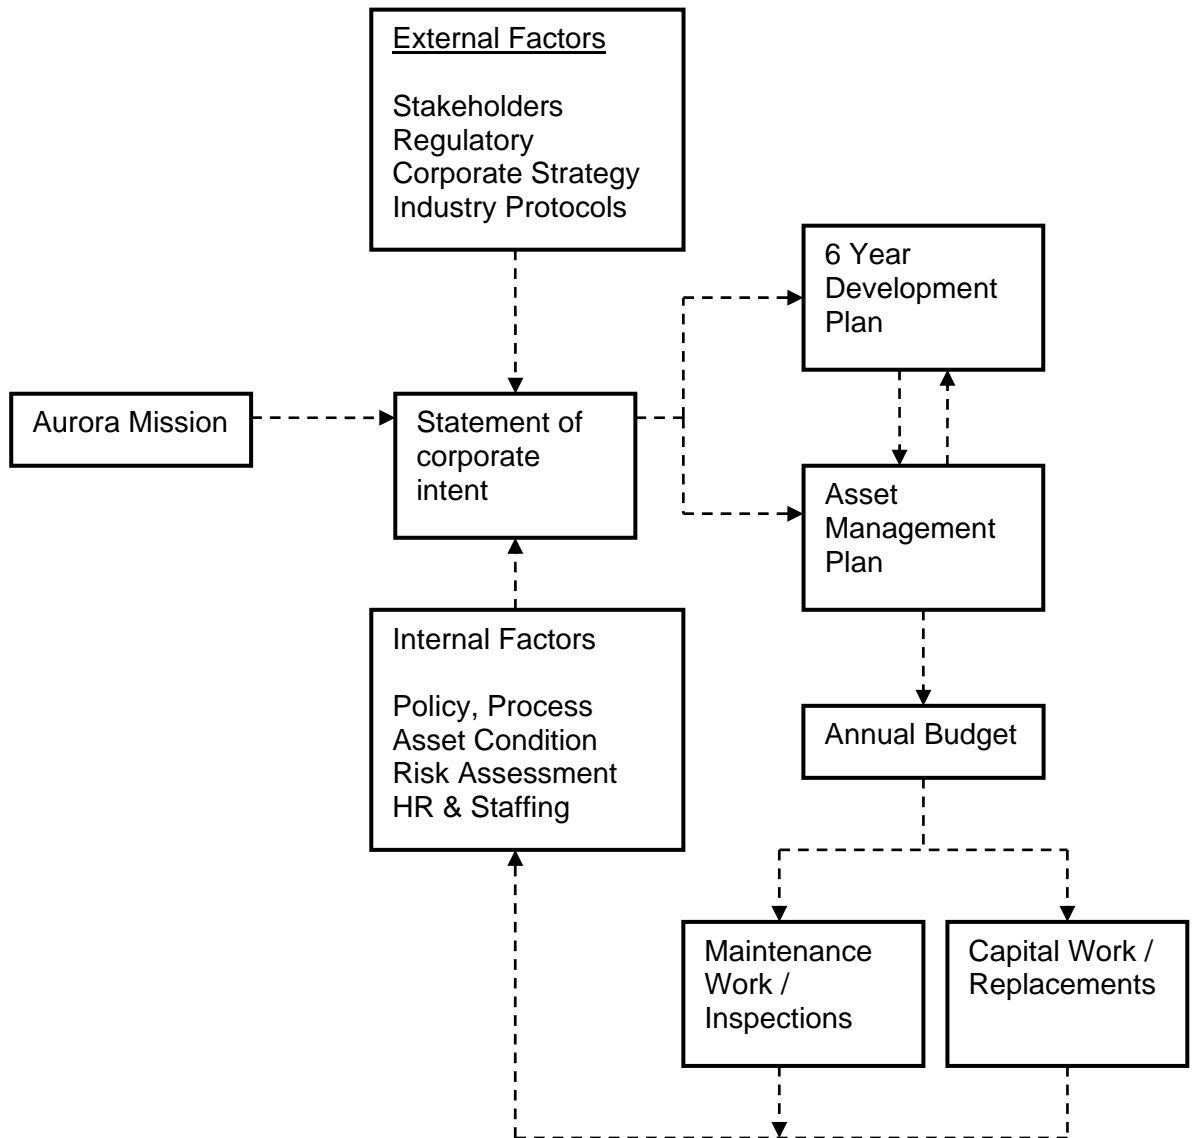 External Factors
Stakeholders
Regulatory
Corporate Strategy
Industry Protocols
6 Year
Development
Plan
Aurora Mission
Statement of
corporate
intent
Asset
Management
Plan
Internal Factors
Policy, Process
Asset Condition
Risk Assessment
HR & Staffing
Annual Budget
Maintenance
Work /
Inspections
Capital Work /
Replacements